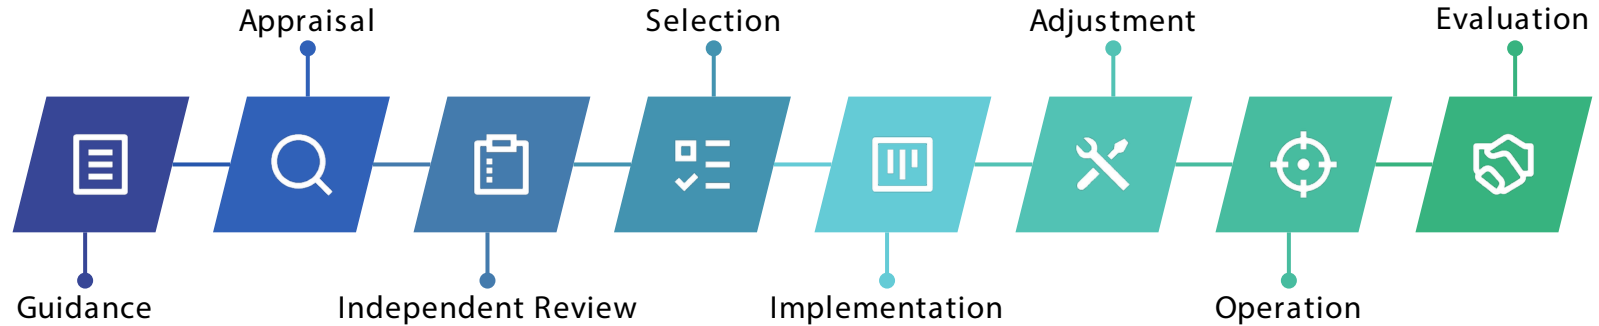 Appraisal
Selection
Adjustment
Evaluation
Guidance
Independent Review
Implementation
Operation